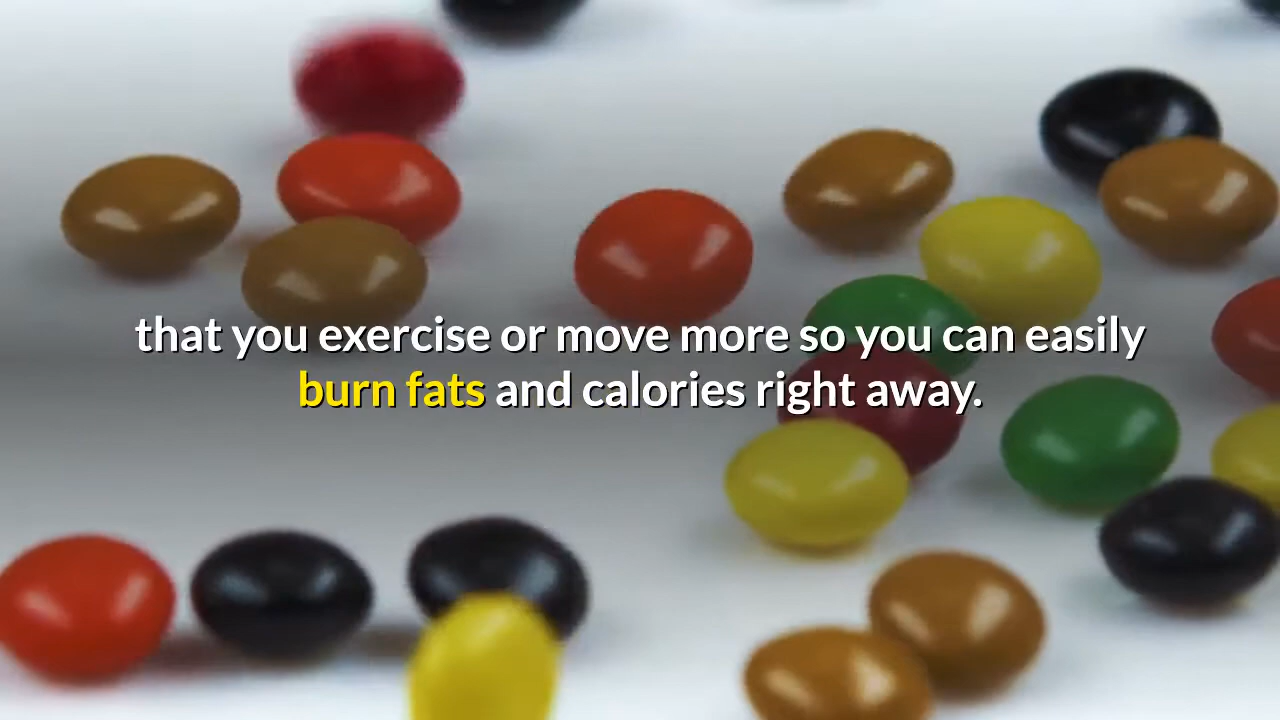 that you exercise or move more so you can easily
burn fats and calories right away.